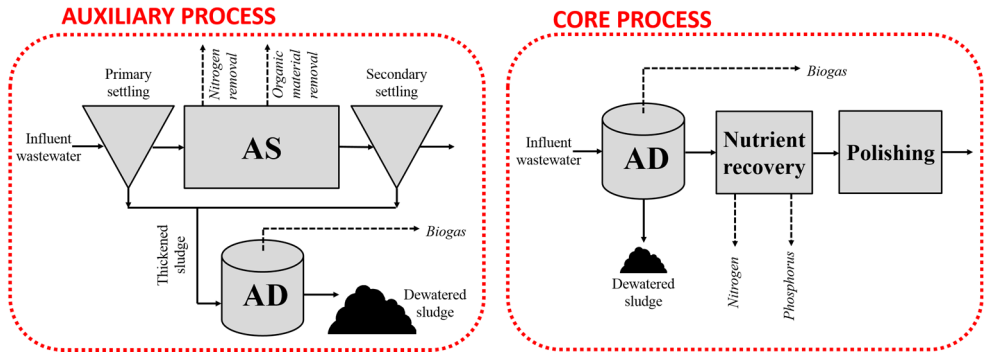 AUXILIARY PROCESS
Primary
settling
Nitrogen
removal
Organic
material
removal
Secondary
settling
Influent
wastewater
AS
Thickened
sludge
Biogas
AD
Dewatered
sludge
CORE PROCESS
Biogas
Influent
wastewater
AD
Nutrient
recovery
Polishing
Dewatered
sludge
Nitrogen
Phosphorus